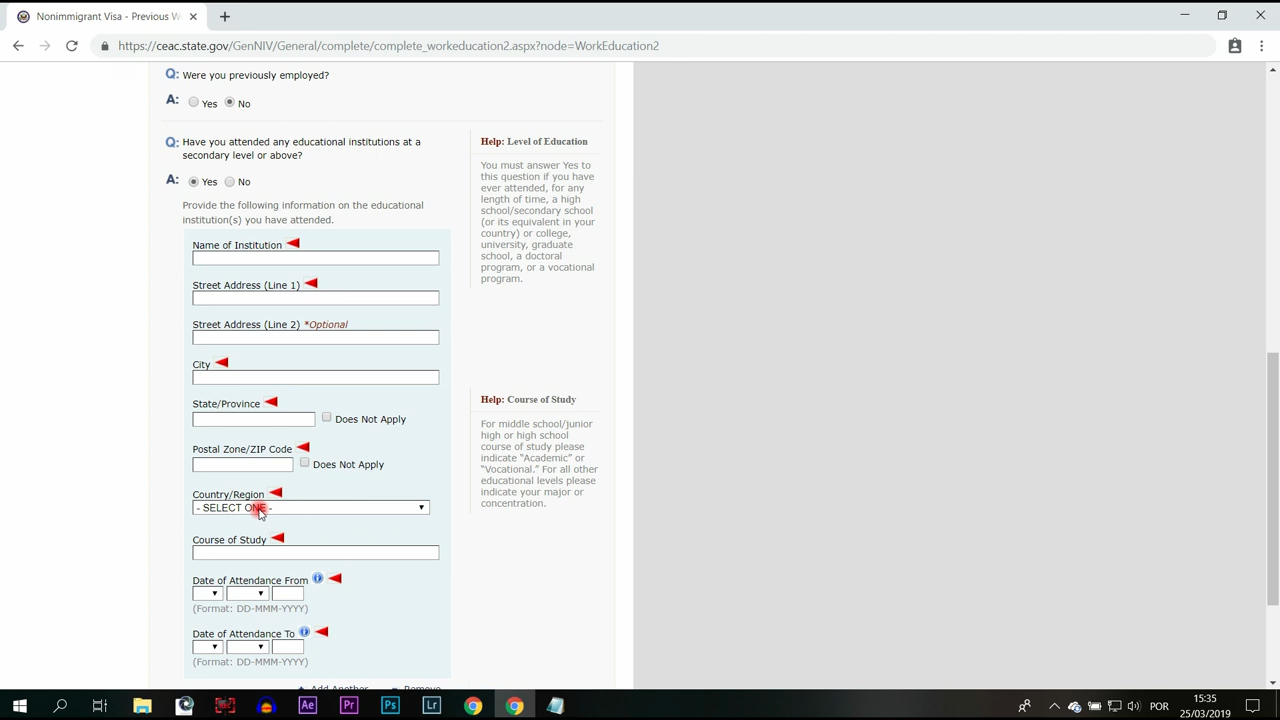 Nonimmigrant Visa - Previous W
https://ceac.state.gov/GenNIV/General/complete/complete_workeducation2.aspx?node=WorkEducation2
Q: Were you previously employed?
A: Yes No
Q: Have you attended any educational institutions at a
secondary level or above?
A: Yes No
Provide the following information on the educational
institution(s) you have attended.
Name of Institution
Street Address (Line 1)
Street Address (Line 2) *Optional
City
State/Province
Does Not Apply
Postal Zone/ZIP Code
Does Not Apply
Country/Region
- SELECT ONE -
Course of Study
Date of Attendance From
(Format: DD-MMM-YYYY)
Date of Attendance To
(Format: DD-MMM-YYYY)
Add Another Remove
Help: Level of Education
You must answer Yes to
this question if you have
ever attended, for any
length of time, a high
school/secondary school
(or its equivalent in your
country) or college,
university, graduate
school, a doctoral
program, or a vocational
program.
Help: Course of Study
For middle school/junior
high or high school
course of study please
indicate “Academic” or
“Vocational.” For all other
educational levels please
indicate your major or
concentration.
Ae Pr Ps Lr
POR
15:35
25/03/2019